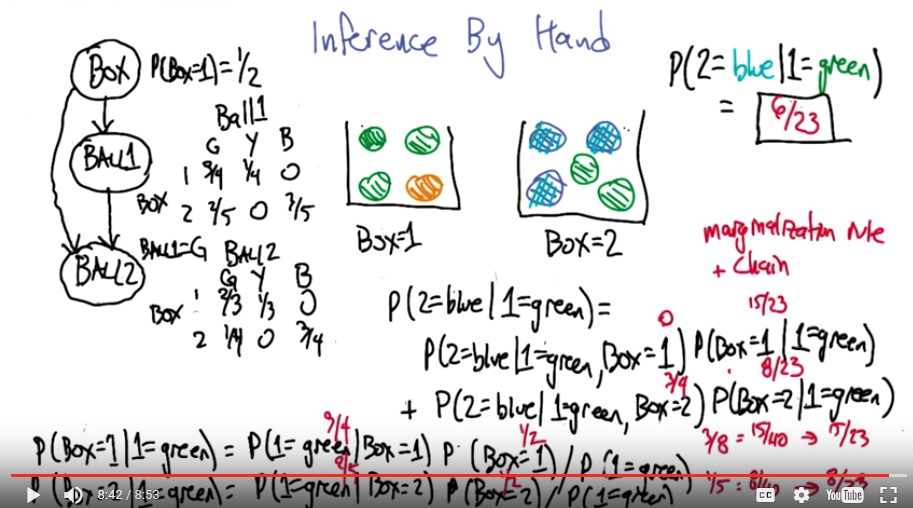 Inference By Hand
BOX P(Box=1)=1/2
Ball1
G Y B
1 3/4 1/4 0
BOX 2 2/5 0 3/5
BALL1
BALL1=G BALL2
G Y B
BOX 1 2/3 1/3 0
2 1/4 0 3/4
BALL2
Box=1
Box=2
P(2=blue|1=green)
= 6/23
marginalization rule
+ Chain
P(2=blue|1=green)=
0 15/23
P(2=blue|1=green, Box=1) P(Box=1|1=green)
3/4 8/23
+ P(2=blue|1=green, Box=2) P(Box=2|1=green)
3/4 1/2 3/8 = 15/40 → 15/23
P(Box=1|1=green) = P(1=green|Box=1) P(Box=1)/P(1=green)
2/5 1/2 1/5 = 8/40 → 8/23
P(Box=2|1=green) = P(1=green|Box=2) P(Box=2)/P(1=green)
8:42 / 8:53
CC
YouTube